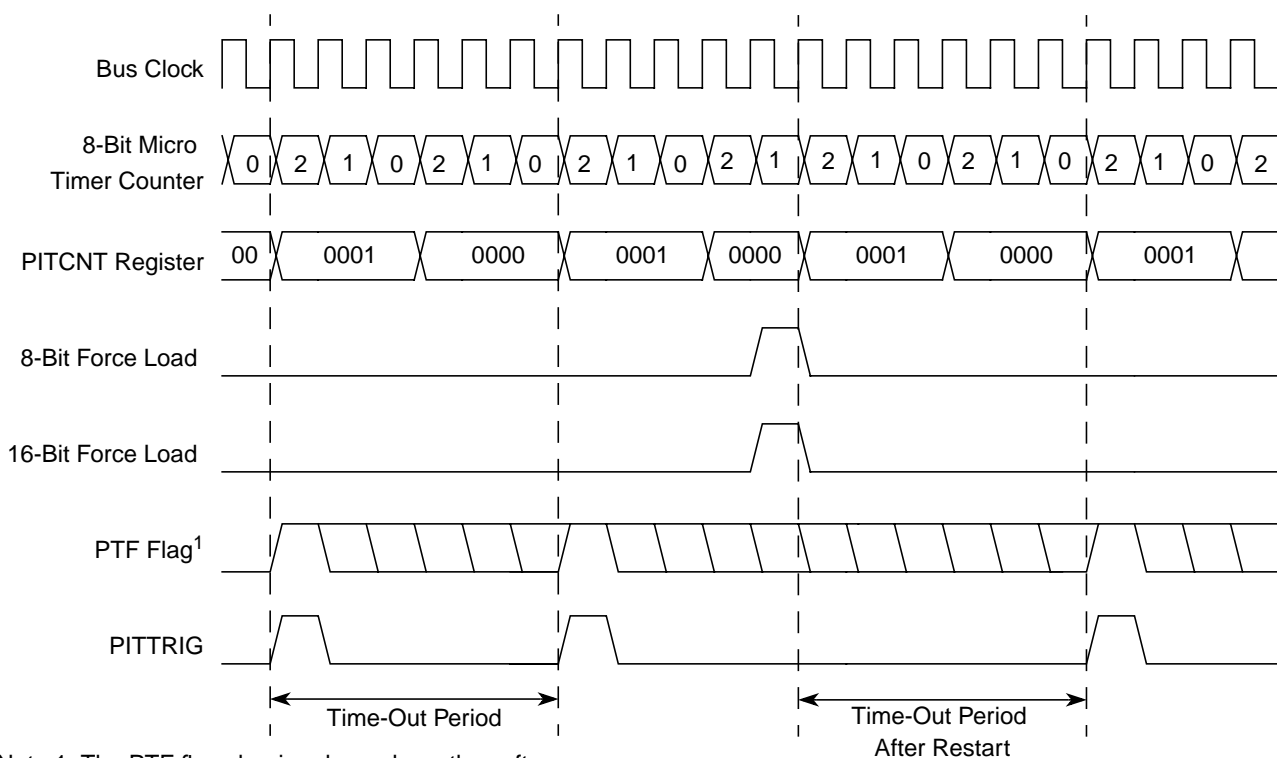 Bus Clock
8-Bit Micro
Timer Counter
0 2 1 0 2 1 0 2 1 0 2 1 2 1 0 2 1 0 2 1 0 2
PITCNT Register
00 0001 0000 0001 0000 0001 0000 0001
8-Bit Force Load
16-Bit Force Load
PTF Flag1
PITTRIG
Time-Out Period
Time-Out Period
After Restart